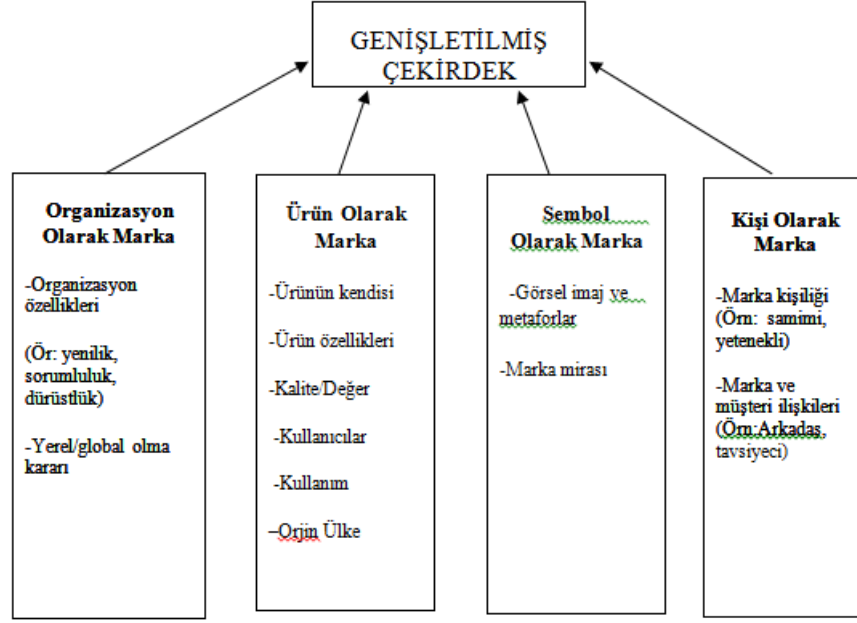 GENİŞLETİLMİŞ
ÇEKİRDEK
Organizasyon
Olarak Marka
-Organizasyon
özellikleri
(Ör: yenilik,
sorumluluk,
dürüstlük)
-Yerel/global olma
kararı
Ürün Olarak
Marka
-Ürünün kendisi
-Ürün özellikleri
-Kalite/Değer
-Kullanıcılar
-Kullanım
–Orjin Ülke
Sembol
Olarak Marka
-Görsel imaj ve
metaforlar
-Marka mirası
Kişi Olarak
Marka
-Marka kişiliği
(Örn: samimi,
yetenekli)
-Marka ve
müşteri ilişkileri
(Örn:Arkadaş,
tavsiyeci)